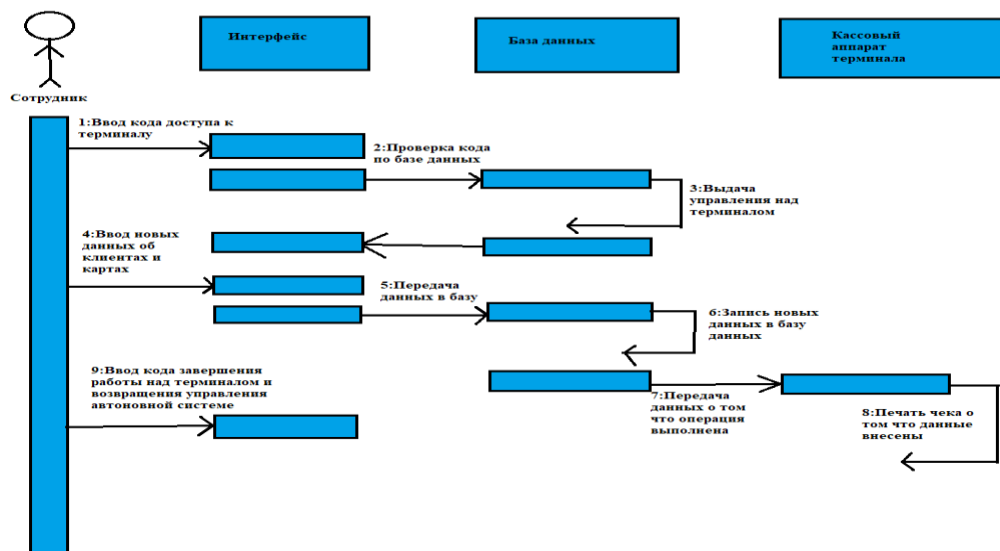 Интерфейс
База данных
Кассовый
аппарат
терминала
Сотрудник
1:Ввод кода доступа к
терминалу
2:Проверка кода
по базе данных
3:Выдача
управления над
терминалом
4:Ввод новых
данных об
клиентах и
картах
5:Передача
данных в базу
6:Запись новых
данных в базу
данных
7:Передача
данных о том
что операция
выполнена
8:Печать чека о
том что данные
внесены
9:Ввод кода завершения
работы над терминалом и
возвращения управления
автоновной системе